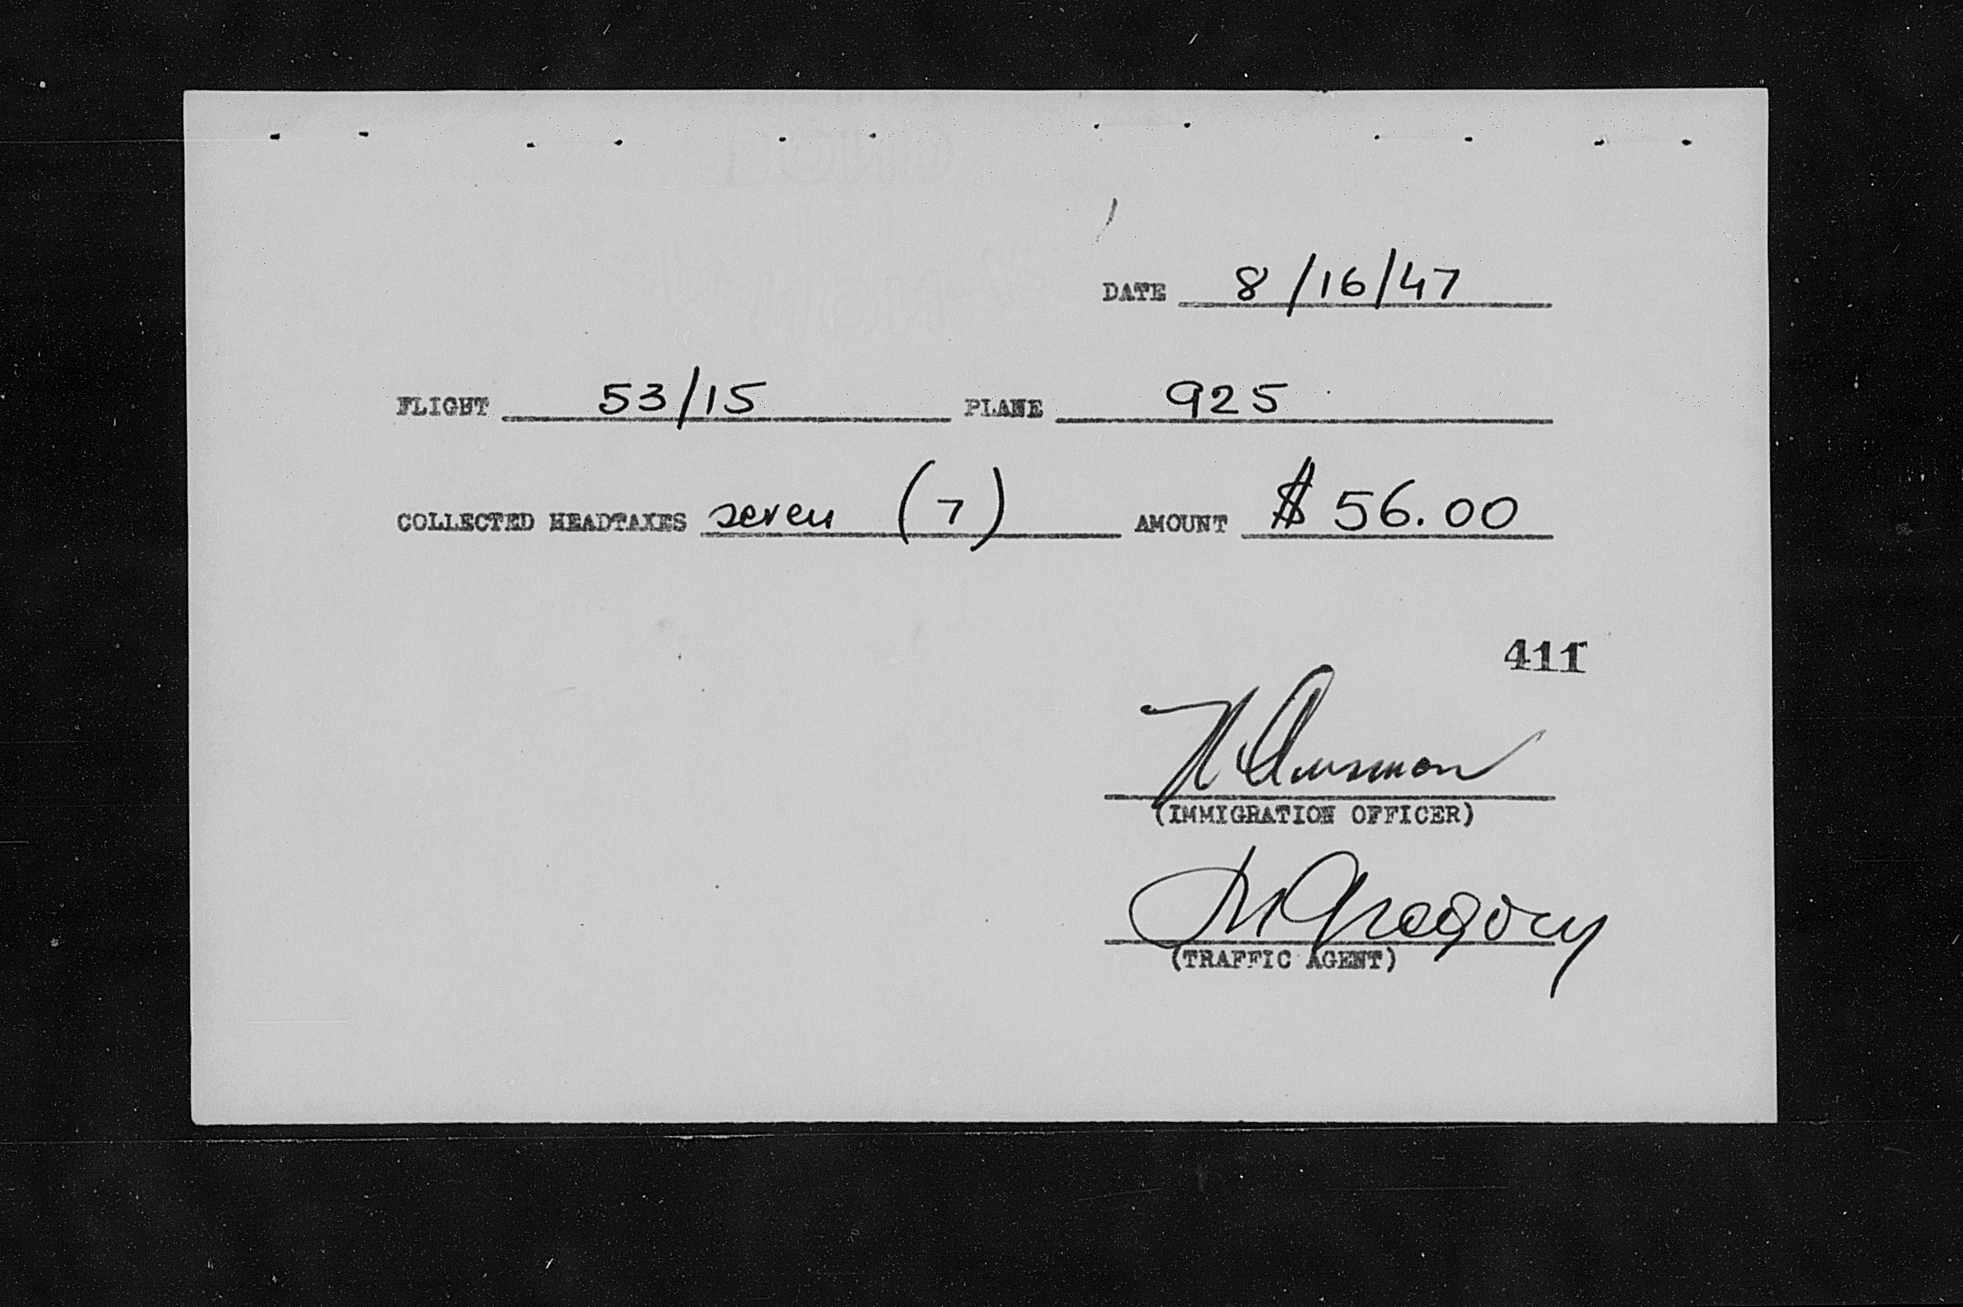 DATE 8/16/47
FLIGHT 53/15 PLANE 925
COLLECTED HEADTAXES seven (7) AMOUNT $ 56.00
411
(IMMIGRATION OFFICER)
Gregory
(TRAFFIC AGENT)